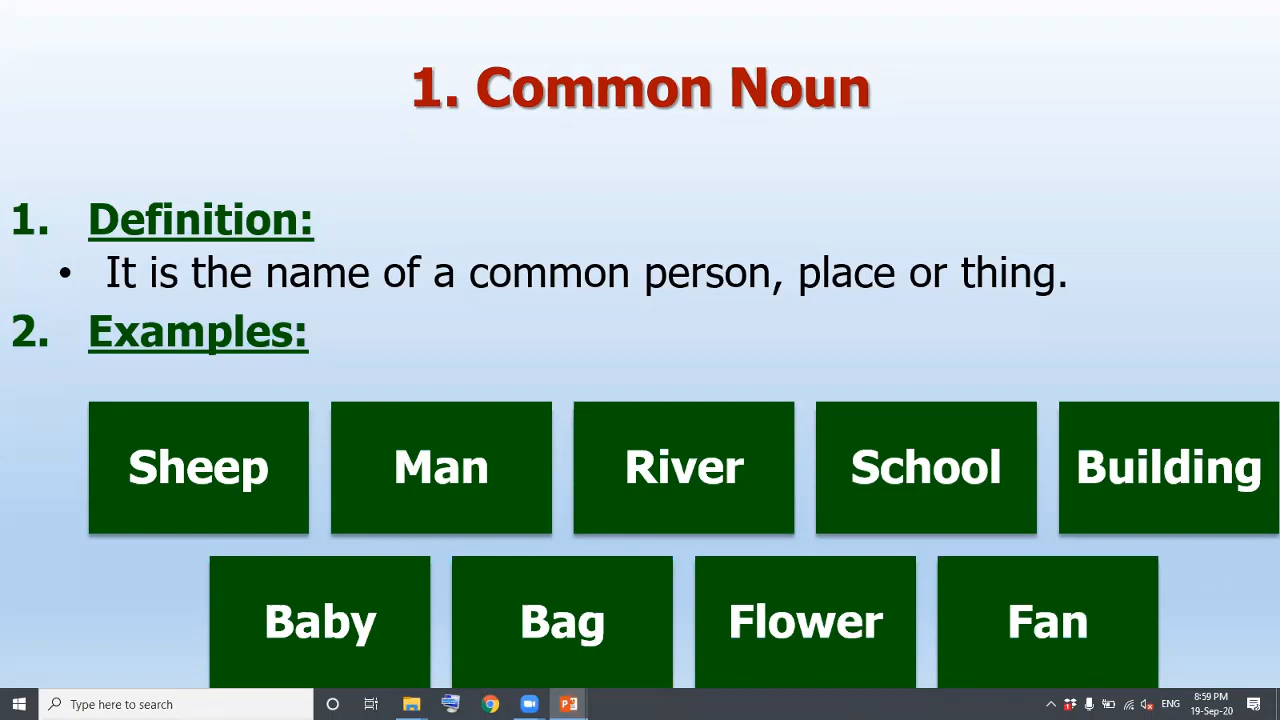 1. Common Noun
1. Definition:
• It is the name of a common person, place or thing.
2. Examples:
Sheep Man River School Building
Baby Bag Flower Fan
Type here to search
ENG
8:59 PM
19-Sep-20